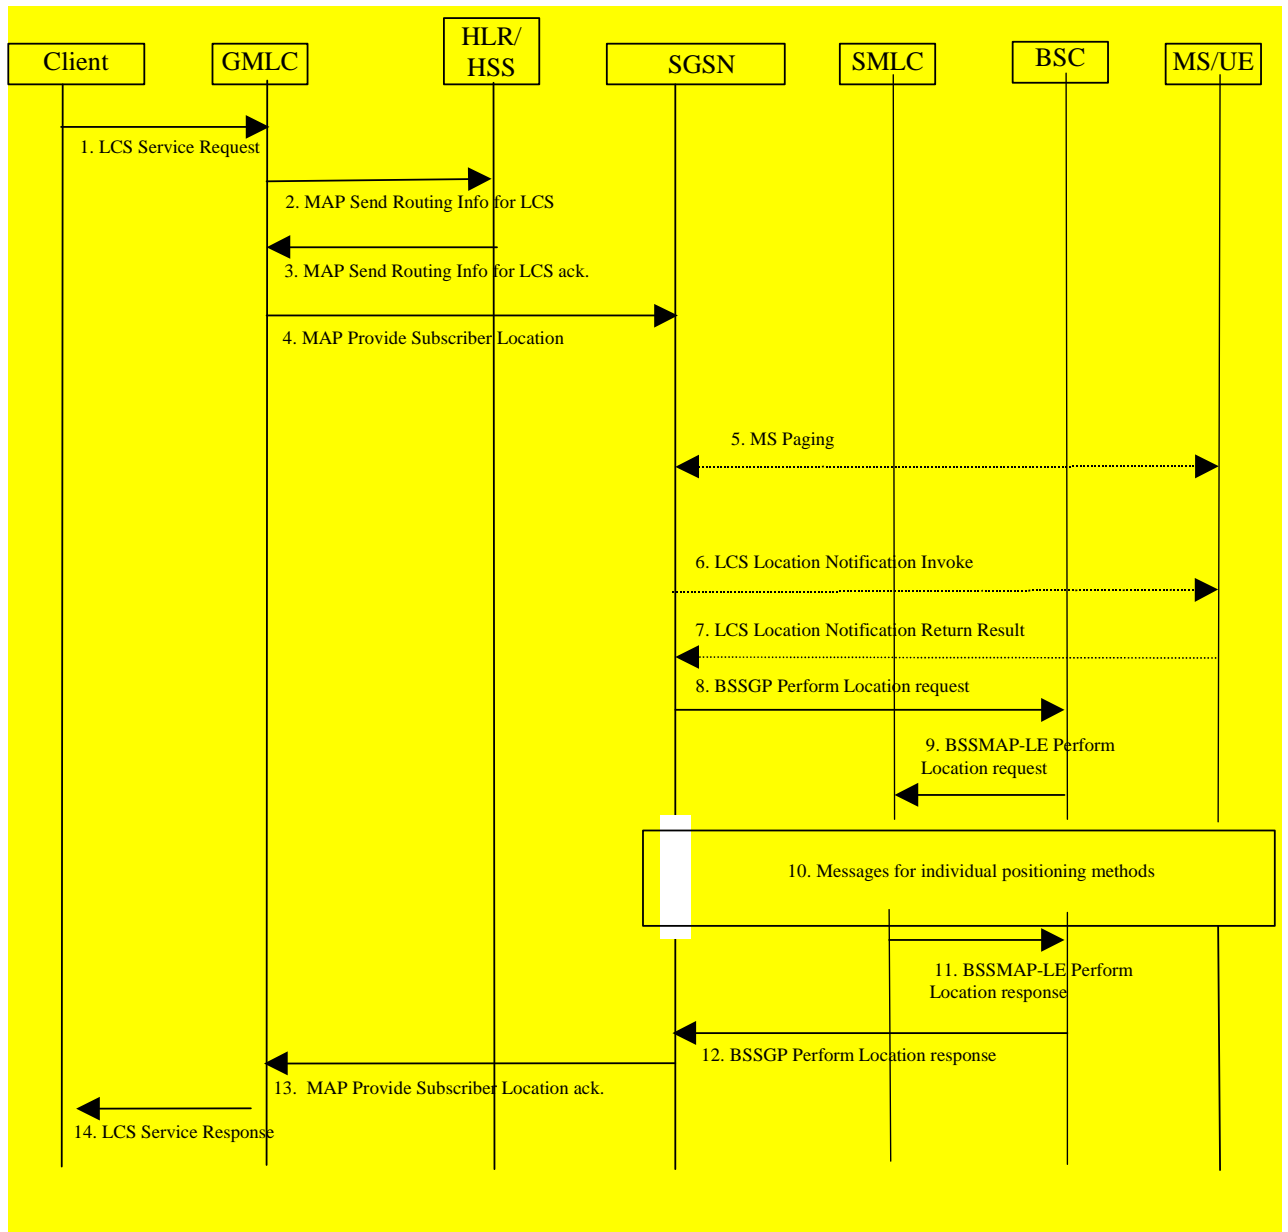 Client
GMLC
HLR/
HSS
SGSN
SMLC
BSC
MS/UE
1. LCS Service Request
2. MAP Send Routing Info for LCS
3. MAP Send Routing Info for LCS ack.
4. MAP Provide Subscriber Location
5. MS Paging
6. LCS Location Notification Invoke
7. LCS Location Notification Return Result
8. BSSGP Perform Location request
9. BSSMAP-LE Perform
Location request
10. Messages for individual positioning methods
11. BSSMAP-LE Perform
Location response
12. BSSGP Perform Location response
13. MAP Provide Subscriber Location ack.
14. LCS Service Response